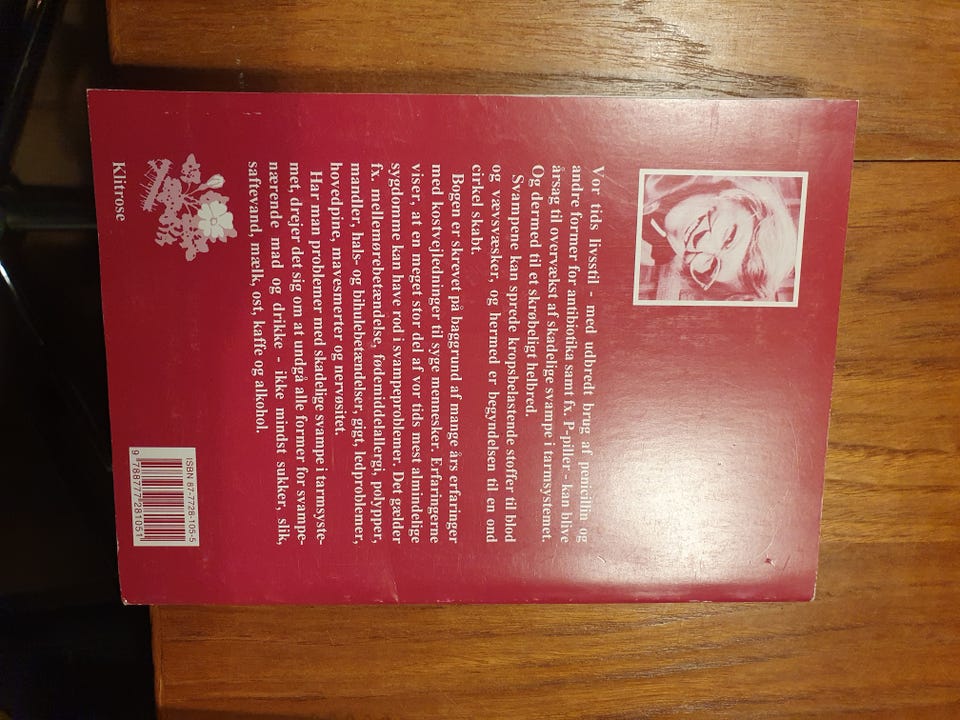 Vor tids livsstil - med udbredt brug af penicillin og
andre former for antibiotika samt fx. P-piller - kan blive
årsag til overvækst af skadelige svampe i tarmsystemet.
Og dermed til et skrøbeligt helbred.
Svampene kan sprede kropsbelastende stoffer til blod
og vævsvæsker, og hermed er begyndelsen til en ond
cirkel skabt.
Bogen er skrevet på baggrund af mange års erfaringer
med kostvejledninger til syge mennesker. Erfaringerne
viser, at en meget stor del af vor tids mest almindelige
sygdomme kan have rod i svampeproblemer. Det gælder
fx. mellemørebetændelse, fødemiddelallergi, polypper,
mandler, hals- og bihulebetændelser, gigt, ledproblemer,
hovedpine, mavesmerter og nervøsitet.
Har man problemer med skadelige svampe i tarmsyste-
met, drejer det sig om at undgå alle former for svampe-
nærende mad og drikke - ikke mindst sukker, slik,
saftevand, mælk, ost, kaffe og alkohol.
Klitrose
ISBN 87-7728-105-5
9 788777 281051